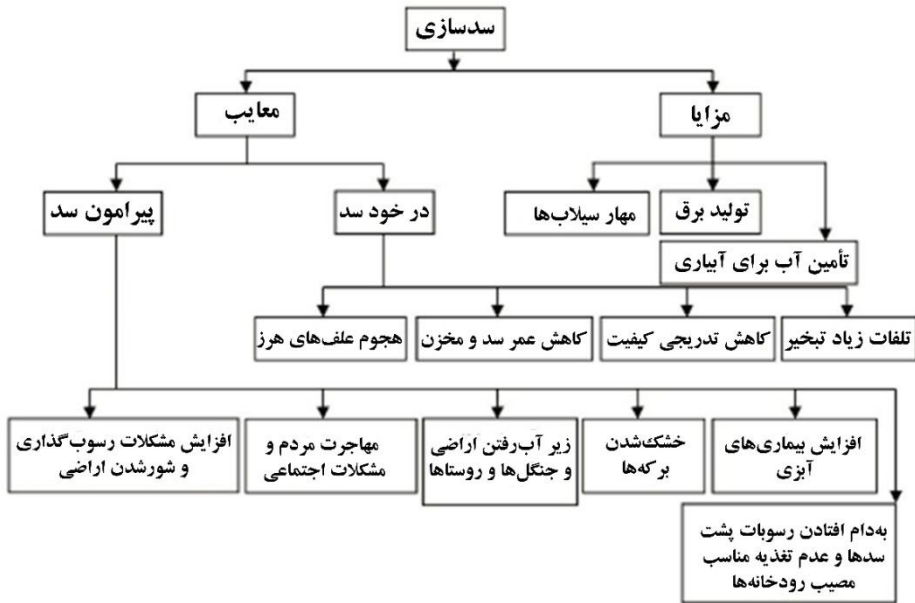 سدسازی
مزایا
معایب
تولید برق
مهار سیلاب‌ها
تأمین آب برای آبیاری
در خود سد
پیرامون سد
تلفات زیاد تبخیر
کاهش تدریجی کیفیت
کاهش عمر سد و مخزن
هجوم علف‌های هرز
افزایش بیماری‌های
آبزی
خشک‌شدن
برکه‌ها
زیر آب‌رفتن اراضی
و جنگل‌ها و روستاها
مهاجرت مردم و
مشکلات اجتماعی
افزایش مشکلات رسوب‌گذاری
و شورشدن اراضی
به‌دام افتادن رسوبات پشت
سدها و عدم تغذیه مناسب
مصیب رودخانه‌ها